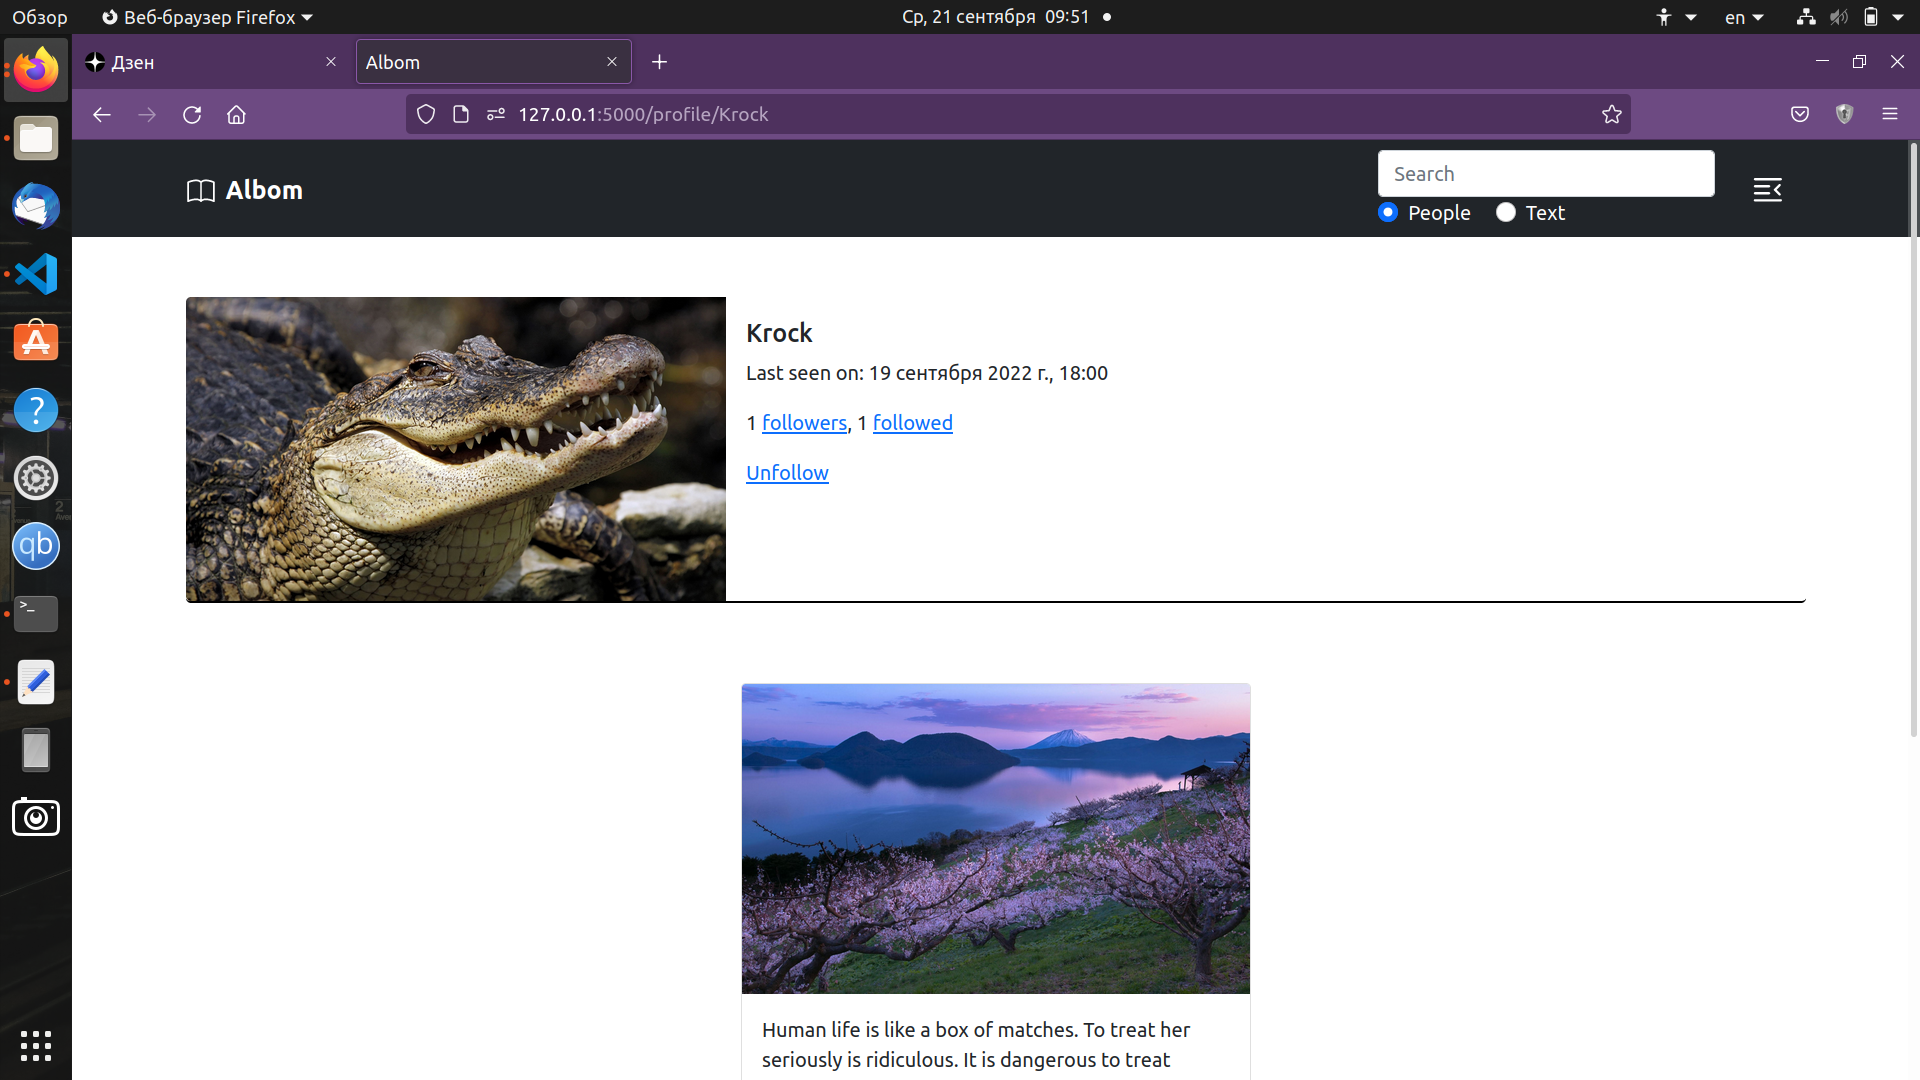 Обзор
Веб-браузер Firefox
Ср, 21 сентября 09:51
en
Дзен
Albom
127.0.0.1:5000/profile/Krock
Albom
Search
People
Text
Krock
Last seen on: 19 сентября 2022 г., 18:00
1 followers, 1 followed
Unfollow
Human life is like a box of matches. To treat her
seriously is ridiculous. It is dangerous to treat
?
qb
>_